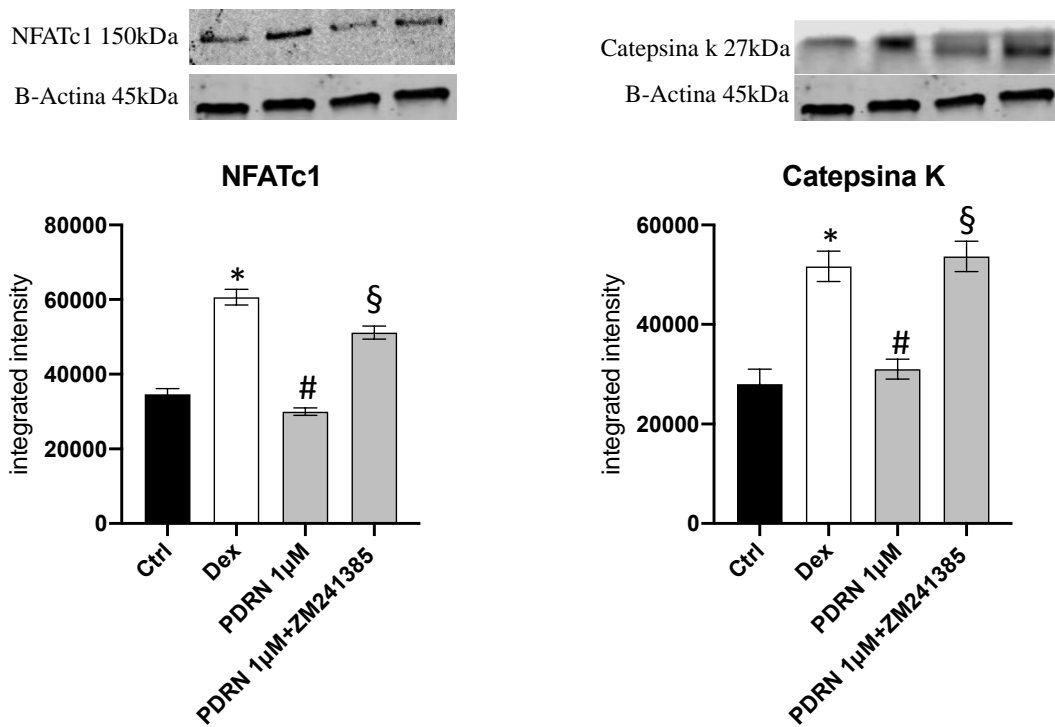 NFATc1 150kDa
B-Actina 45kDa
NFATc1
integrated intensity
80000
60000
40000
20000
0
*
#
§
Ctrl
Dex
PDRN 1µM
PDRN 1µM+ZM241385
Catepsina k 27kDa
B-Actina 45kDa
Catepsina K
integrated intensity
60000
40000
20000
0
*
#
§
Ctrl
Dex
PDRN 1µM
PDRN 1µM+ZM241385